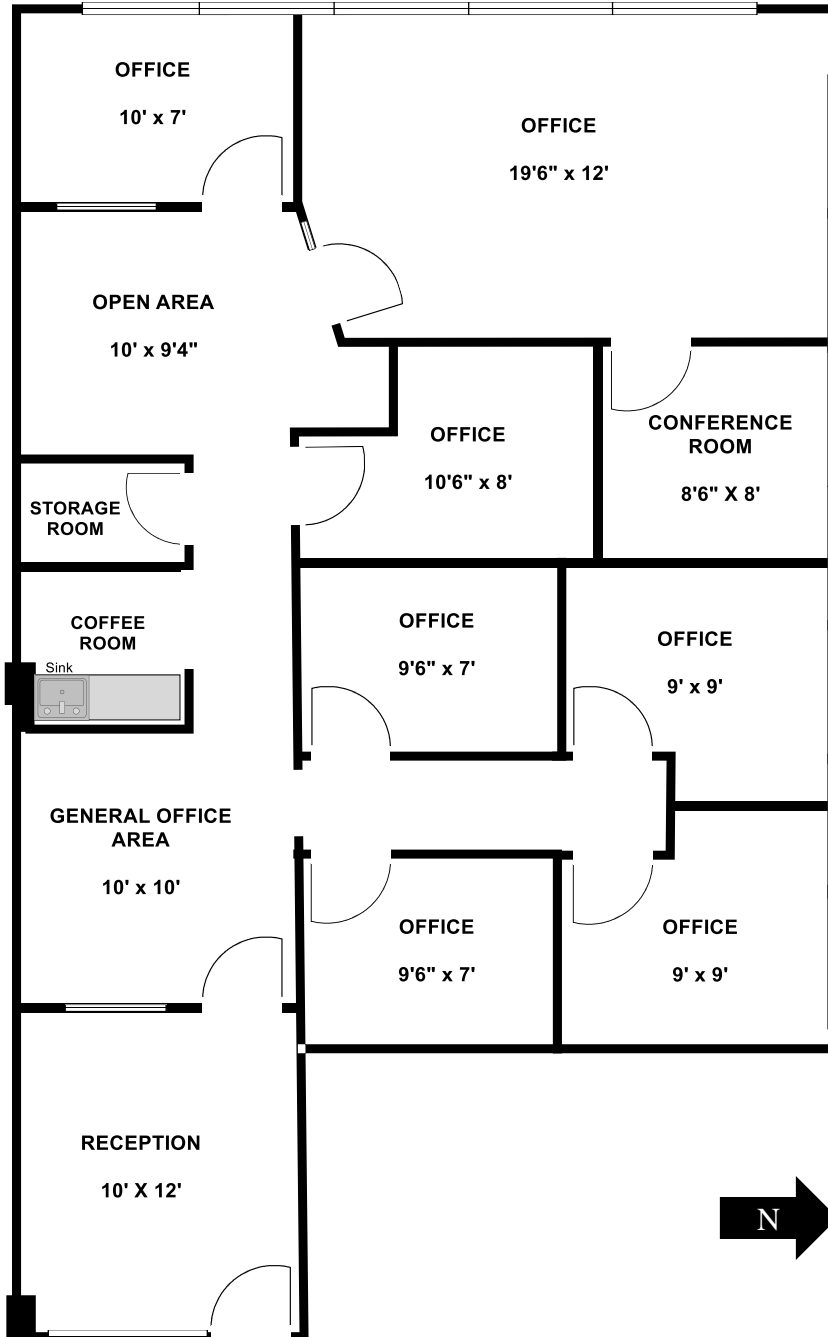 OFFICE
10' x 7'
OFFICE
19'6" x 12'
OPEN AREA
10' x 9'4"
OFFICE
10'6" x 8'
CONFERENCE
ROOM
8'6" X 8'
STORAGE
ROOM
COFFEE
ROOM
Sink
OFFICE
9'6" x 7'
OFFICE
9' x 9'
GENERAL OFFICE
AREA
10' x 10'
OFFICE
9'6" x 7'
OFFICE
9' x 9'
RECEPTION
10' X 12'
N